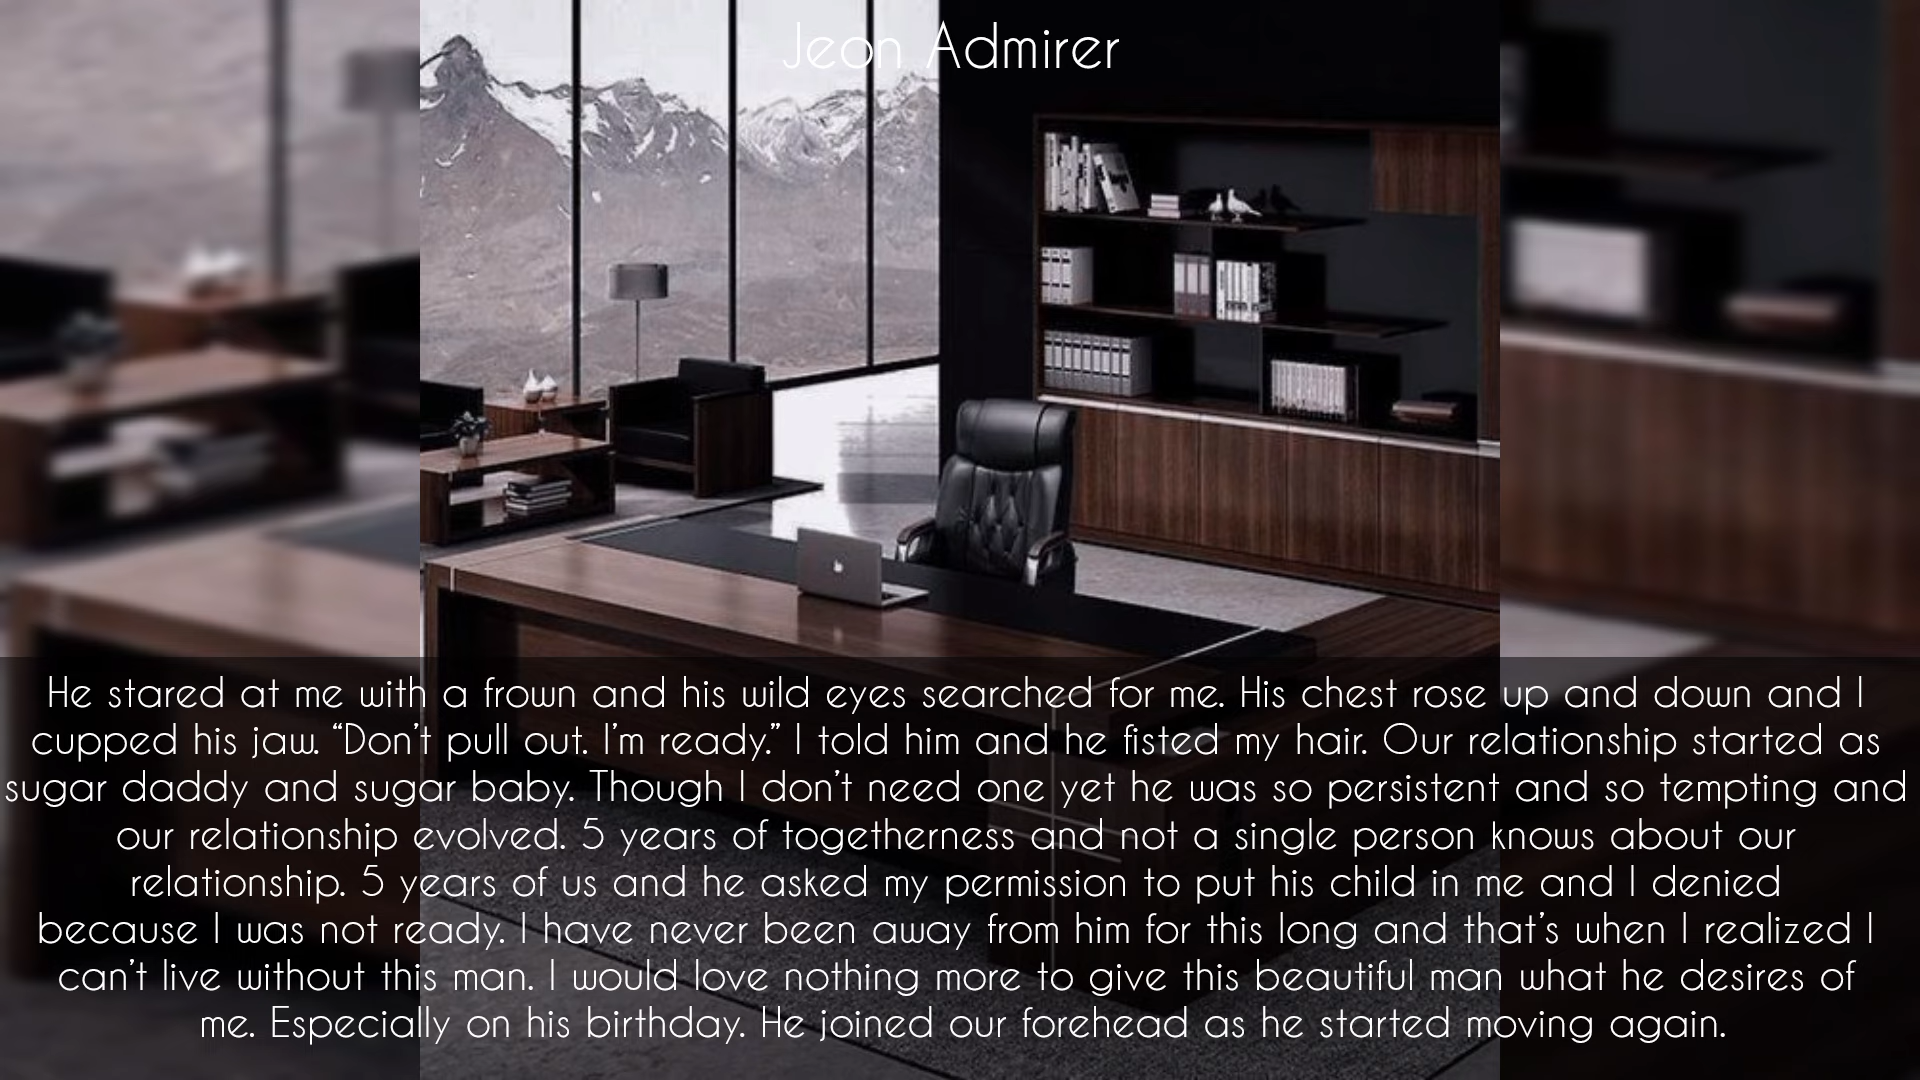 Jeon Admirer
He stared at me with a frown and his wild eyes searched for me. His chest rose up and down and I
cupped his jaw. “Don’t pull out. I’m ready.” I told him and he fisted my hair. Our relationship started as
sugar daddy and sugar baby. Though I don’t need one yet he was so persistent and so tempting and
our relationship evolved. 5 years of togetherness and not a single person knows about our
relationship. 5 years of us and he asked my permission to put his child in me and I denied
because I was not ready. I have never been away from him for this long and that’s when I realized I
can’t live without this man. I would love nothing more to give this beautiful man what he desires of
me. Especially on his birthday. He joined our forehead as he started moving again.